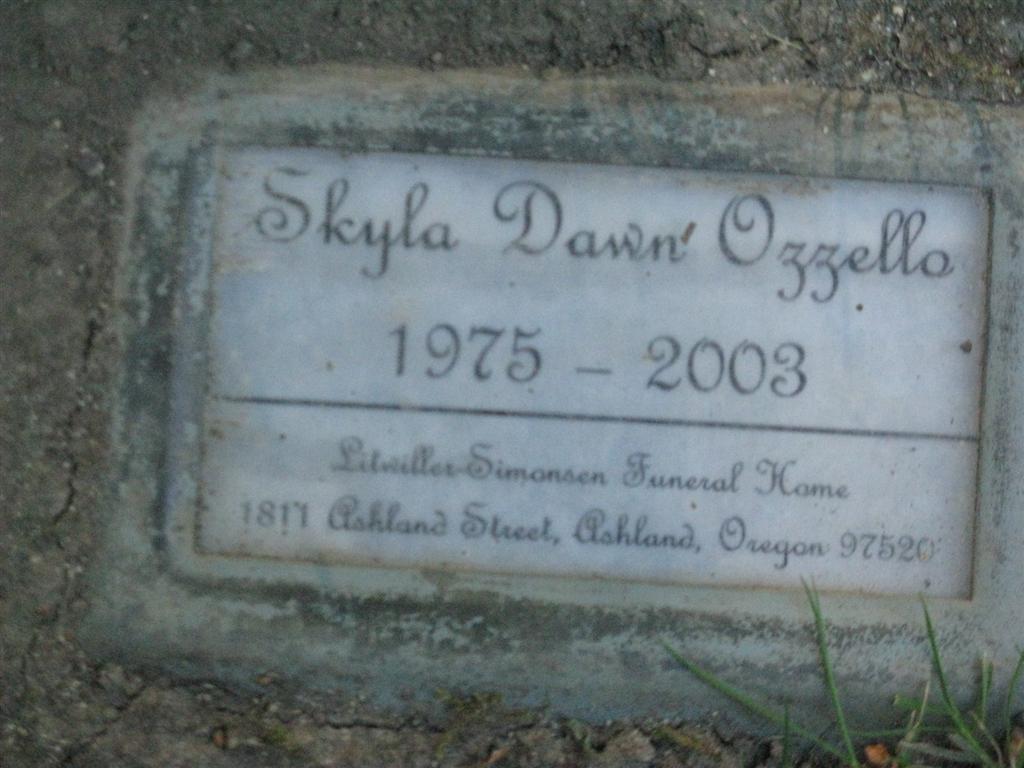 Skyla Dawn Ozzello
1975 – 2003
Litwiller-Simonsen Funeral Home
1811 Ashland Street, Ashland, Oregon 97520